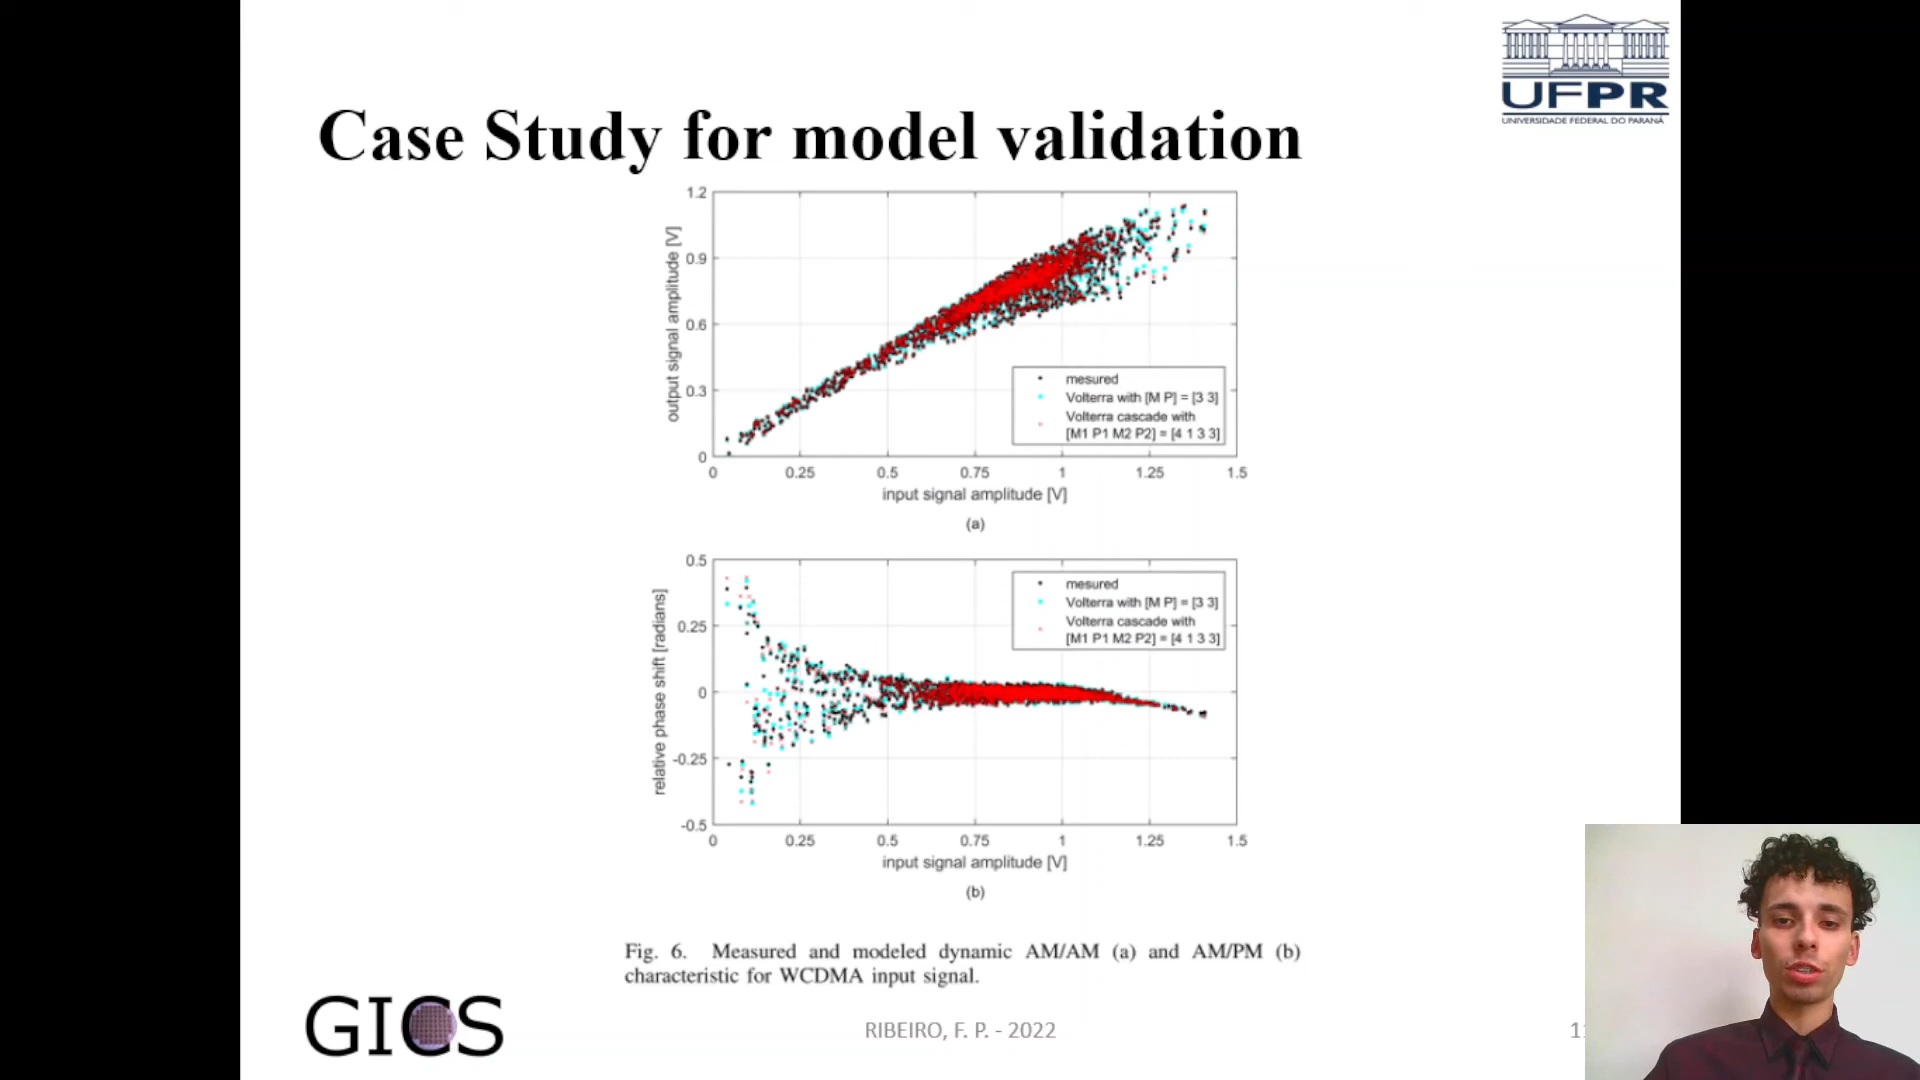 UFPR
UNIVERSIDADE FEDERAL DO PARANÁ
Case Study for model validation
1.2
0.9
0.6
0.3
0
output signal amplitude [V]
mesured
Volterra with [M P] = [3 3]
Volterra cascade with
[M1 P1 M2 P2] = [4 1 3 3]
0 0.25 0.5 0.75 1 1.25 1.5
input signal amplitude [V]
(a)
0.5
0.25
0
-0.25
-0.5
relative phase shift [radians]
mesured
Volterra with [M P] = [3 3]
Volterra cascade with
[M1 P1 M2 P2] = [4 1 3 3]
0 0.25 0.5 0.75 1 1.25 1.5
input signal amplitude [V]
(b)
Fig. 6. Measured and modeled dynamic AM/AM (a) and AM/PM (b)
characteristic for WCDMA input signal.
GICS
RIBEIRO, F. P. - 2022